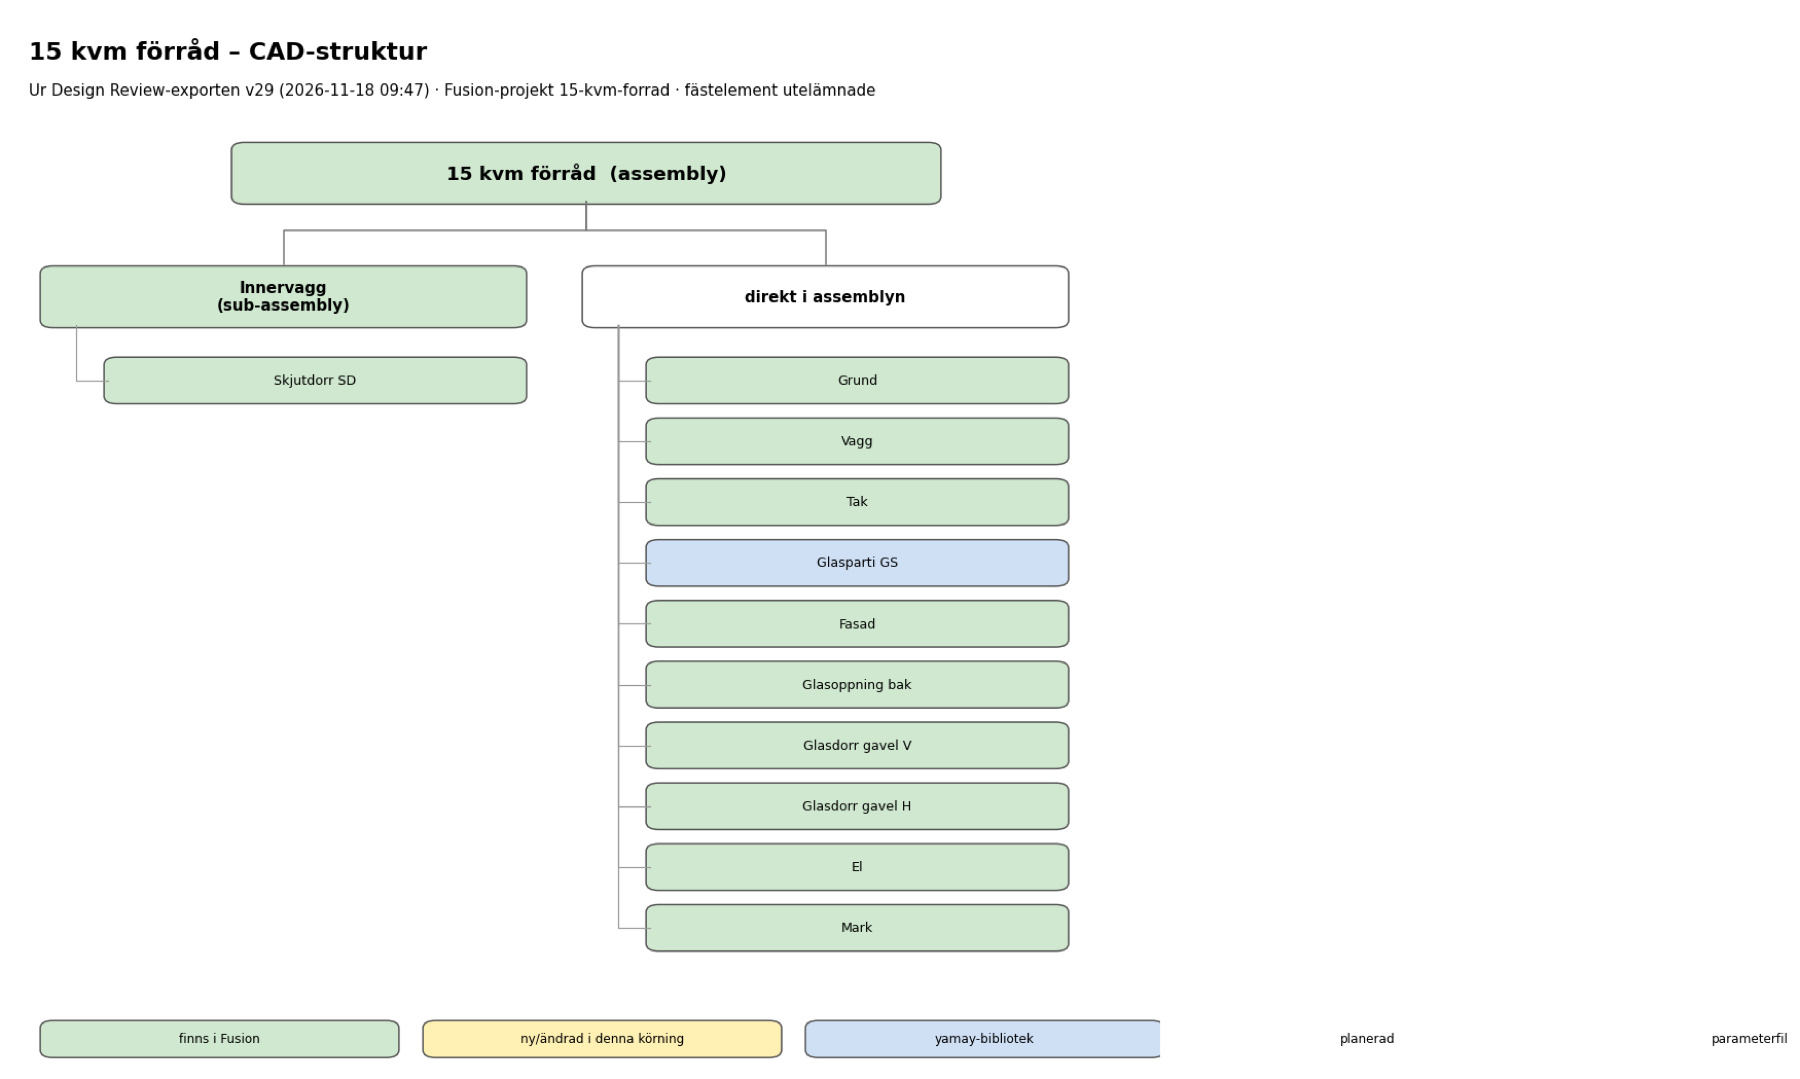 15 kvm förråd – CAD-struktur
Ur Design Review-exporten v29 (2026-11-18 09:47) · Fusion-projekt 15-kvm-forrad · fästelement utelämnade
15 kvm förråd (assembly)
Innervagg
(sub-assembly)
direkt i assemblyn
Skjutdorr SD
Grund
Vagg
Tak
Glasparti GS
Fasad
Glasoppning bak
Glasdorr gavel V
Glasdorr gavel H
El
Mark
finns i Fusion
ny/ändrad i denna körning
yamay-bibliotek
planerad
parameterfil